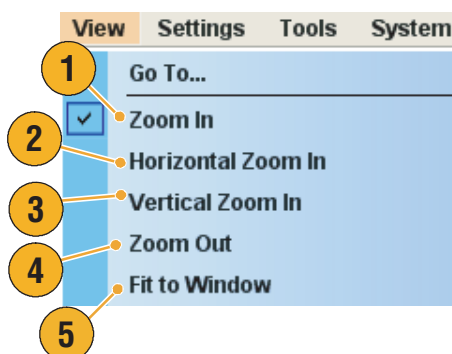 View Settings Tools System
Go To...
1 Zoom In
2 Horizontal Zoom In
3 Vertical Zoom In
4 Zoom Out
5 Fit to Window